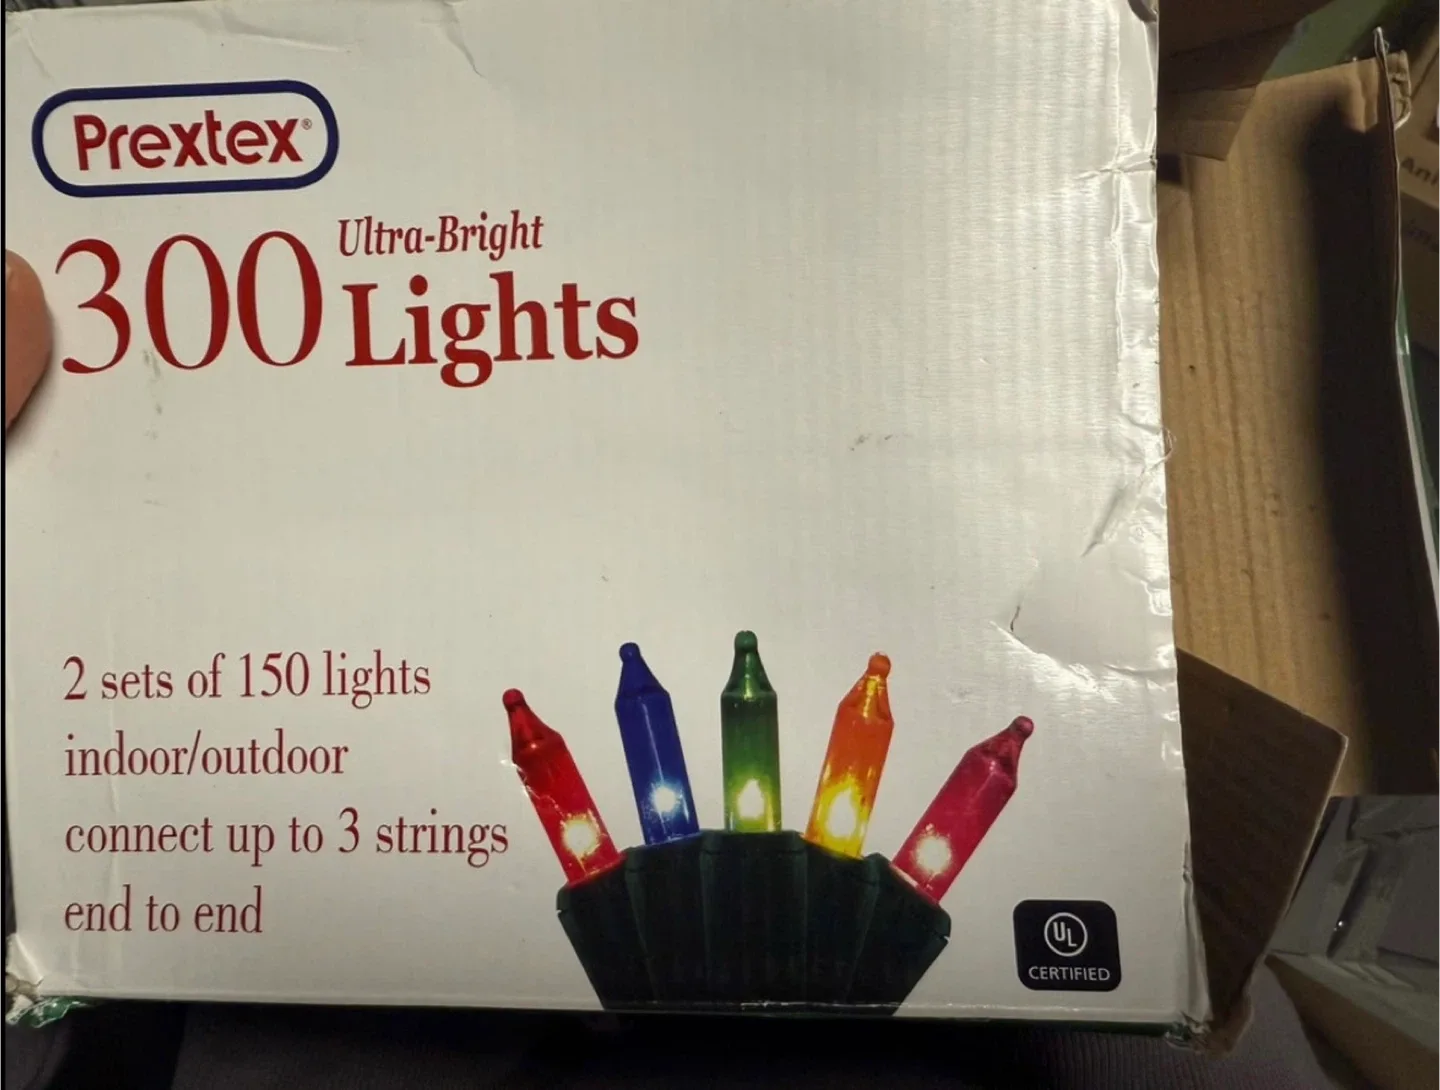 Prextex®
300 Ultra-Bright
Lights
2 sets of 150 lights
indoor/outdoor
connect up to 3 strings
end to end
UL
CERTIFIED